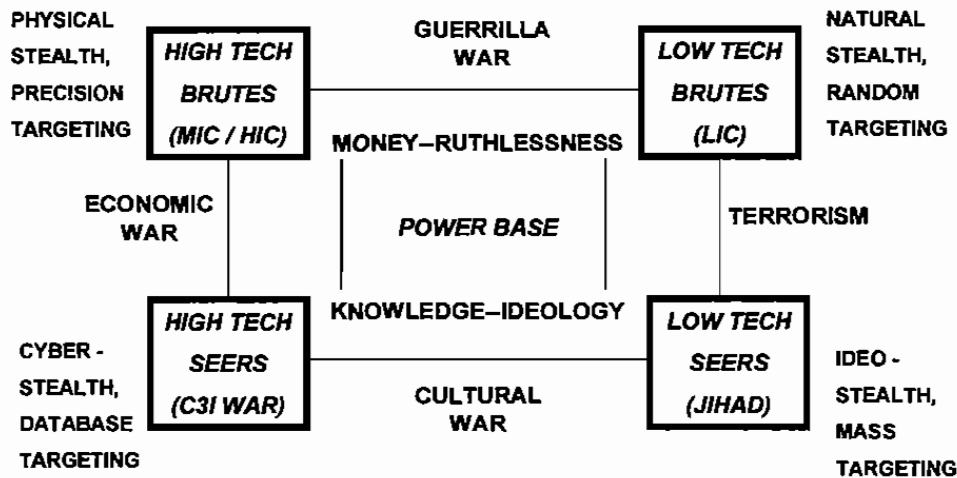 PHYSICAL
STEALTH,
PRECISION
TARGETING
HIGH TECH
BRUTES
(MIC / HIC)
GUERRILLA
WAR
LOW TECH
BRUTES
(LIC)
NATURAL
STEALTH,
RANDOM
TARGETING
MONEY–RUTHLESSNESS
ECONOMIC
WAR
POWER BASE
TERRORISM
KNOWLEDGE–IDEOLOGY
CYBER -
STEALTH,
DATABASE
TARGETING
HIGH TECH
SEERS
(C3I WAR)
CULTURAL
WAR
LOW TECH
SEERS
(JIHAD)
IDEO -
STEALTH,
MASS
TARGETING